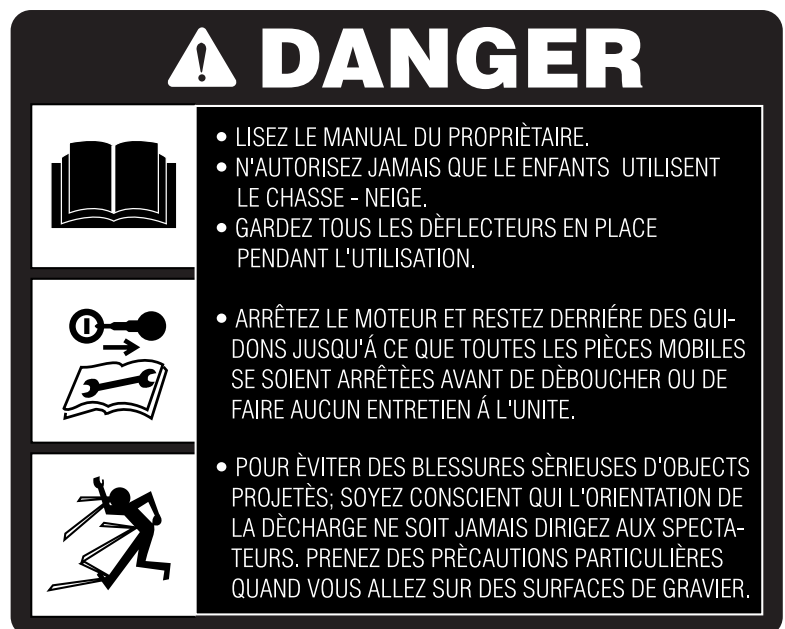 DANGER
• LISEZ LE MANUAL DU PROPRIÈTAIRE.
• N'AUTORISEZ JAMAIS QUE LE ENFANTS UTILISENT
LE CHASSE - NEIGE.
• GARDEZ TOUS LES DÈFLECTEURS EN PLACE
PENDANT L'UTILISATION.
• ARRÊTEZ LE MOTEUR ET RESTEZ DERRIÉRE DES GUI-
DONS JUSQU'Á CE QUE TOUTES LES PIÈCES MOBILES
SE SOIENT ARRÊTÈES AVANT DE DÈBOUCHER OU DE
FAIRE AUCUN ENTRETIEN Á L'UNITE.
• POUR ÈVITER DES BLESSURES SÈRIEUSES D'OBJECTS
PROJETÈS; SOYEZ CONSCIENT QUI L'ORIENTATION DE
LA DÈCHARGE NE SOIT JAMAIS DIRIGEZ AUX SPECTA-
TEURS. PRENEZ DES PRÈCAUTIONS PARTICULIÈRES
QUAND VOUS ALLEZ SUR DES SURFACES DE GRAVIER.